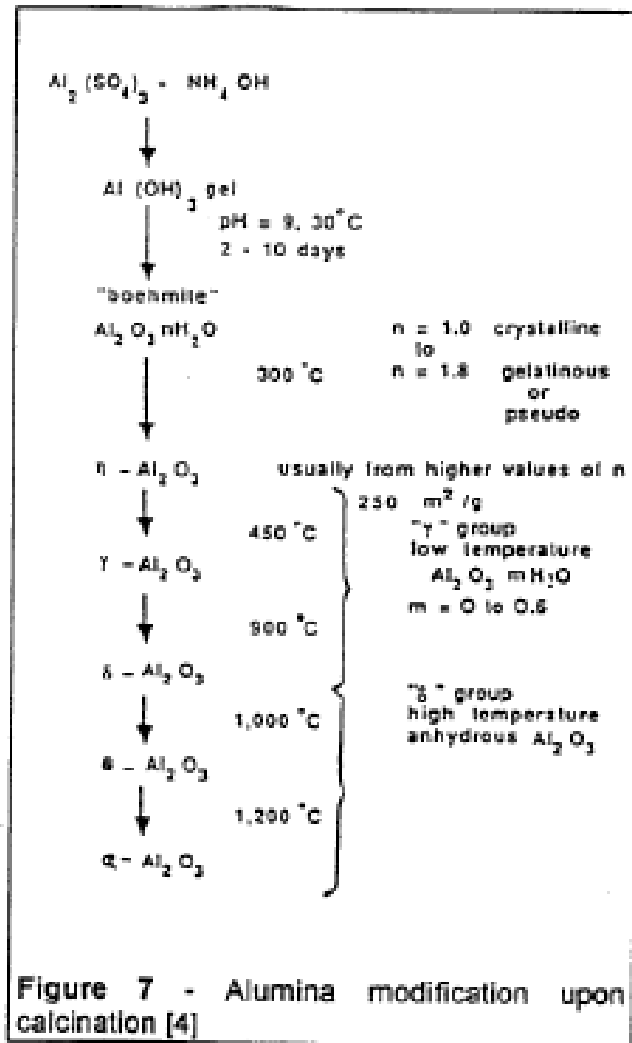 Al₂(SO₄)₃ - NH₄OH
Al(OH)₃ gel
pH = 9, 30°C
2 - 10 days
"boehmite"
Al₂O₃nH₂O
n = 1.0 crystalline
to
300 °C
n = 1.8 gelatinous
or
pseudo
η - Al₂O₃
usually from higher values of n
250 m²/g
450 °C
"γ" group
low temperature
γ - Al₂O₃
Al₂O₃ mH₂O
m = 0 to 0.6
900 °C
δ - Al₂O₃
"δ" group
1,000 °C
high temperature
anhydrous Al₂O₃
θ - Al₂O₃
1,200 °C
α - Al₂O₃
Figure 7 - Alumina modification upon
calcination [4]